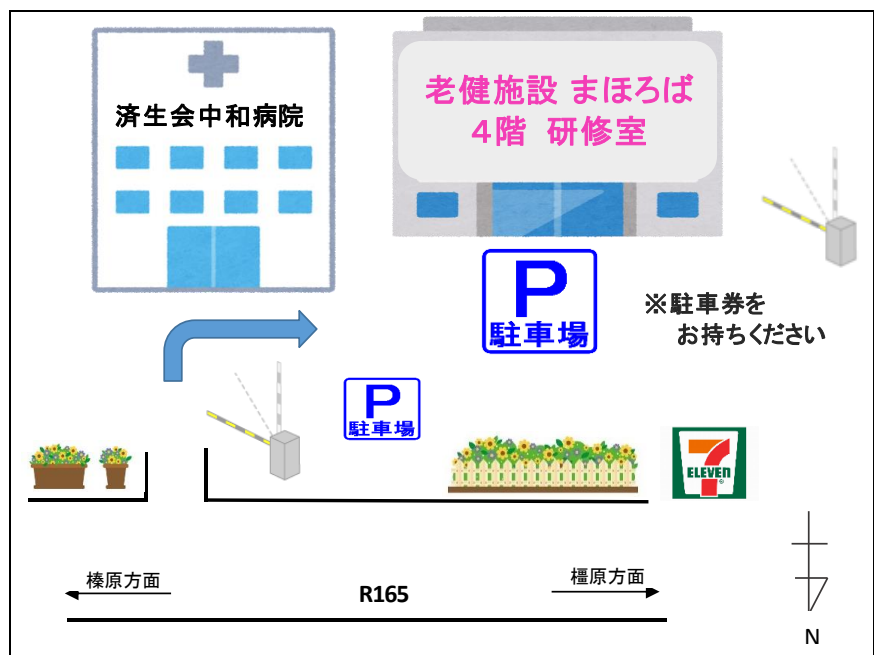 済生会中和病院
老健施設 まほろば
４階 研修室
P
駐車場
※駐車券を
お持ちください
P
駐車場
7
ELEVEN
®
榛原方面
R165
橿原方面
N